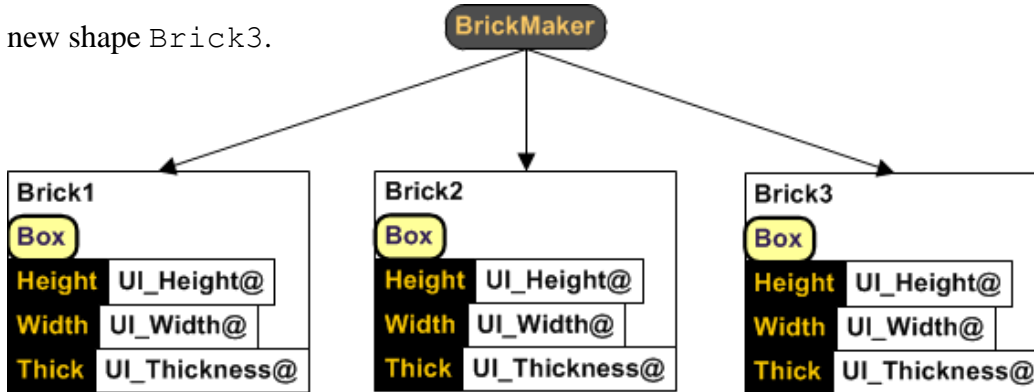 BrickMaker
new shape Brick3.
Brick1
Box
Height UI_Height@
Width UI_Width@
Thick UI_Thickness@
Brick2
Box
Height UI_Height@
Width UI_Width@
Thick UI_Thickness@
Brick3
Box
Height UI_Height@
Width UI_Width@
Thick UI_Thickness@